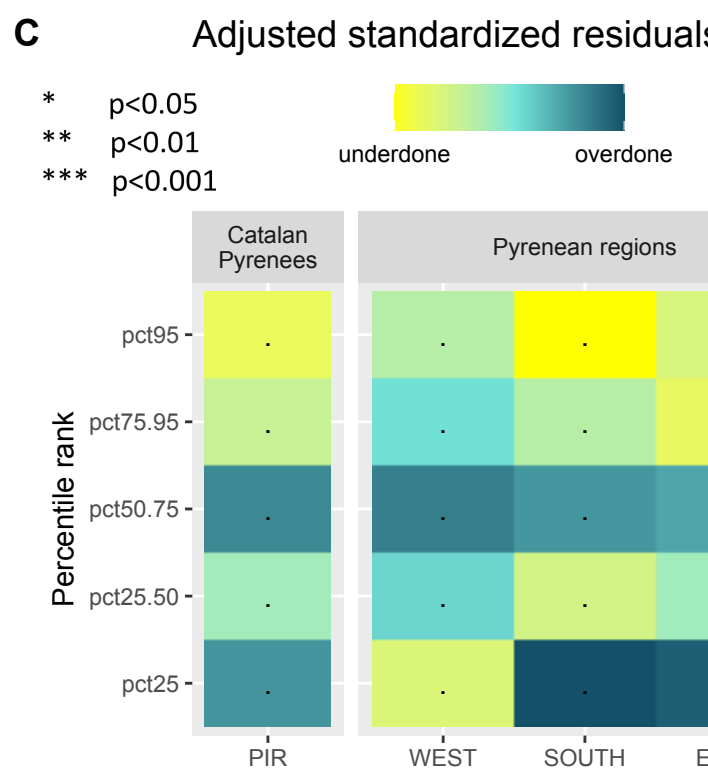 C
Adjusted standardized residuals
* p<0.05
** p<0.01
*** p<0.001
underdone overdone
Catalan
Pyrenees
Pyrenean regions
Percentile rank
pct95
pct75.95
pct50.75
pct25.50
pct25
PIR WEST SOUTH E